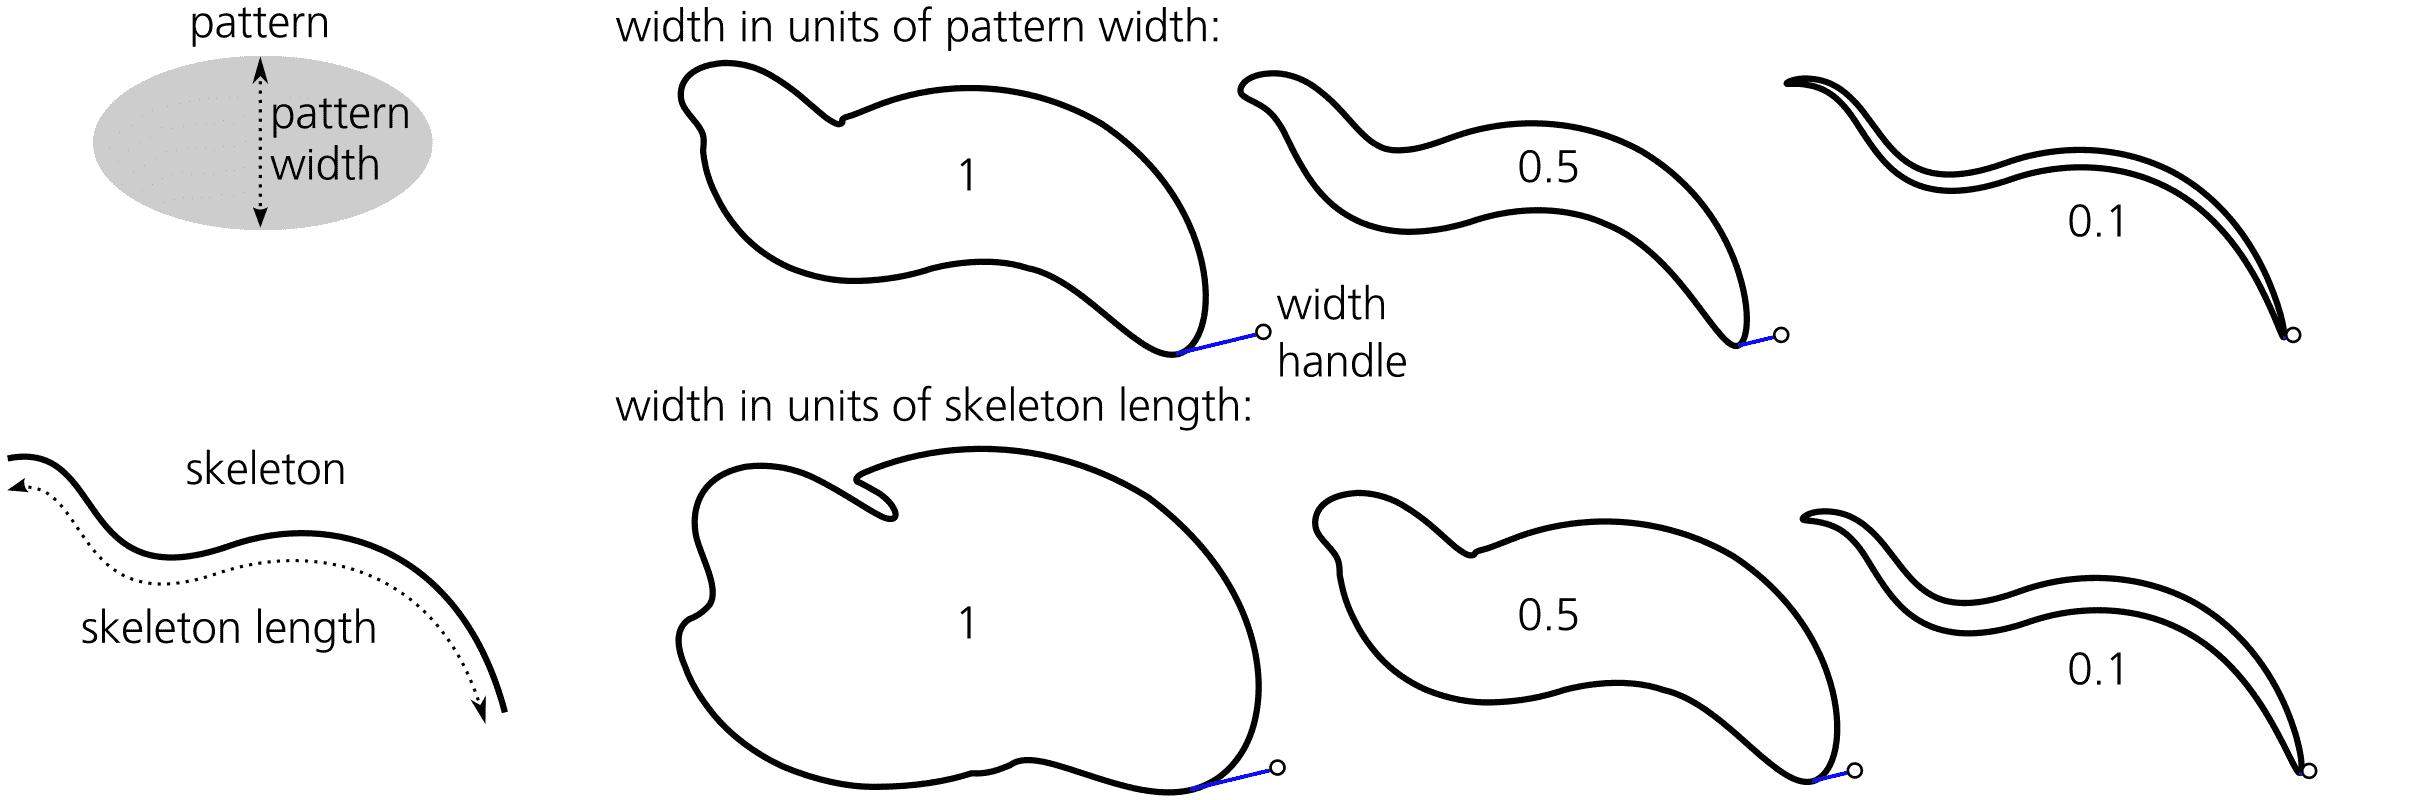 pattern
pattern
width
width in units of pattern width:
1
0.5
0.1
width
handle
width in units of skeleton length:
skeleton
skeleton length
1
0.5
0.1